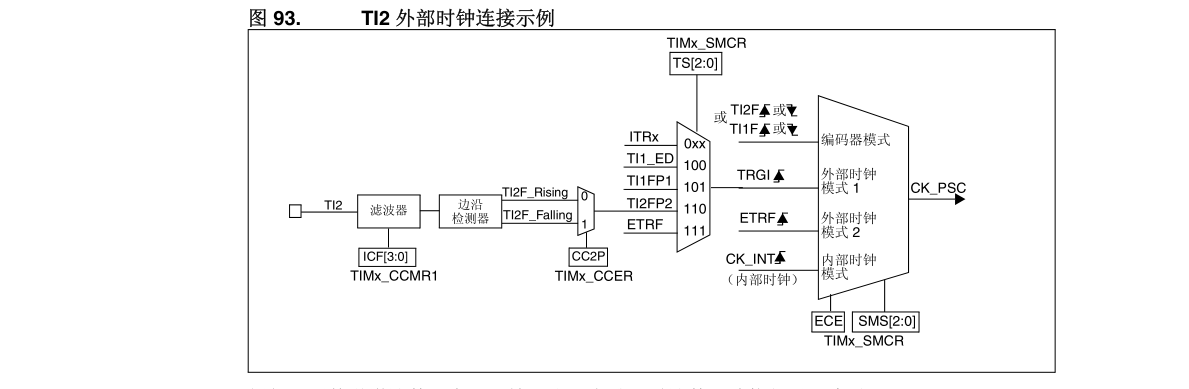 图 93. TI2 外部时钟连接示例
TIMx_SMCR
TS[2:0]
或 TI2F 或
TI1F 或
编码器模式
ITRx
0xx
TI1_ED
100
TI1FP1
101
TI2FP2
110
ETRF
111
TRGI
外部时钟
模式 1
CK_PSC
ETRF
外部时钟
模式 2
CK_INT
(内部时钟)
内部时钟
模式
TI2
滤波器
边沿
检测器
TI2F_Rising
0
TI2F_Falling
1
ICF[3:0]
TIMx_CCMR1
CC2P
TIMx_CCER
ECE
SMS[2:0]
TIMx_SMCR